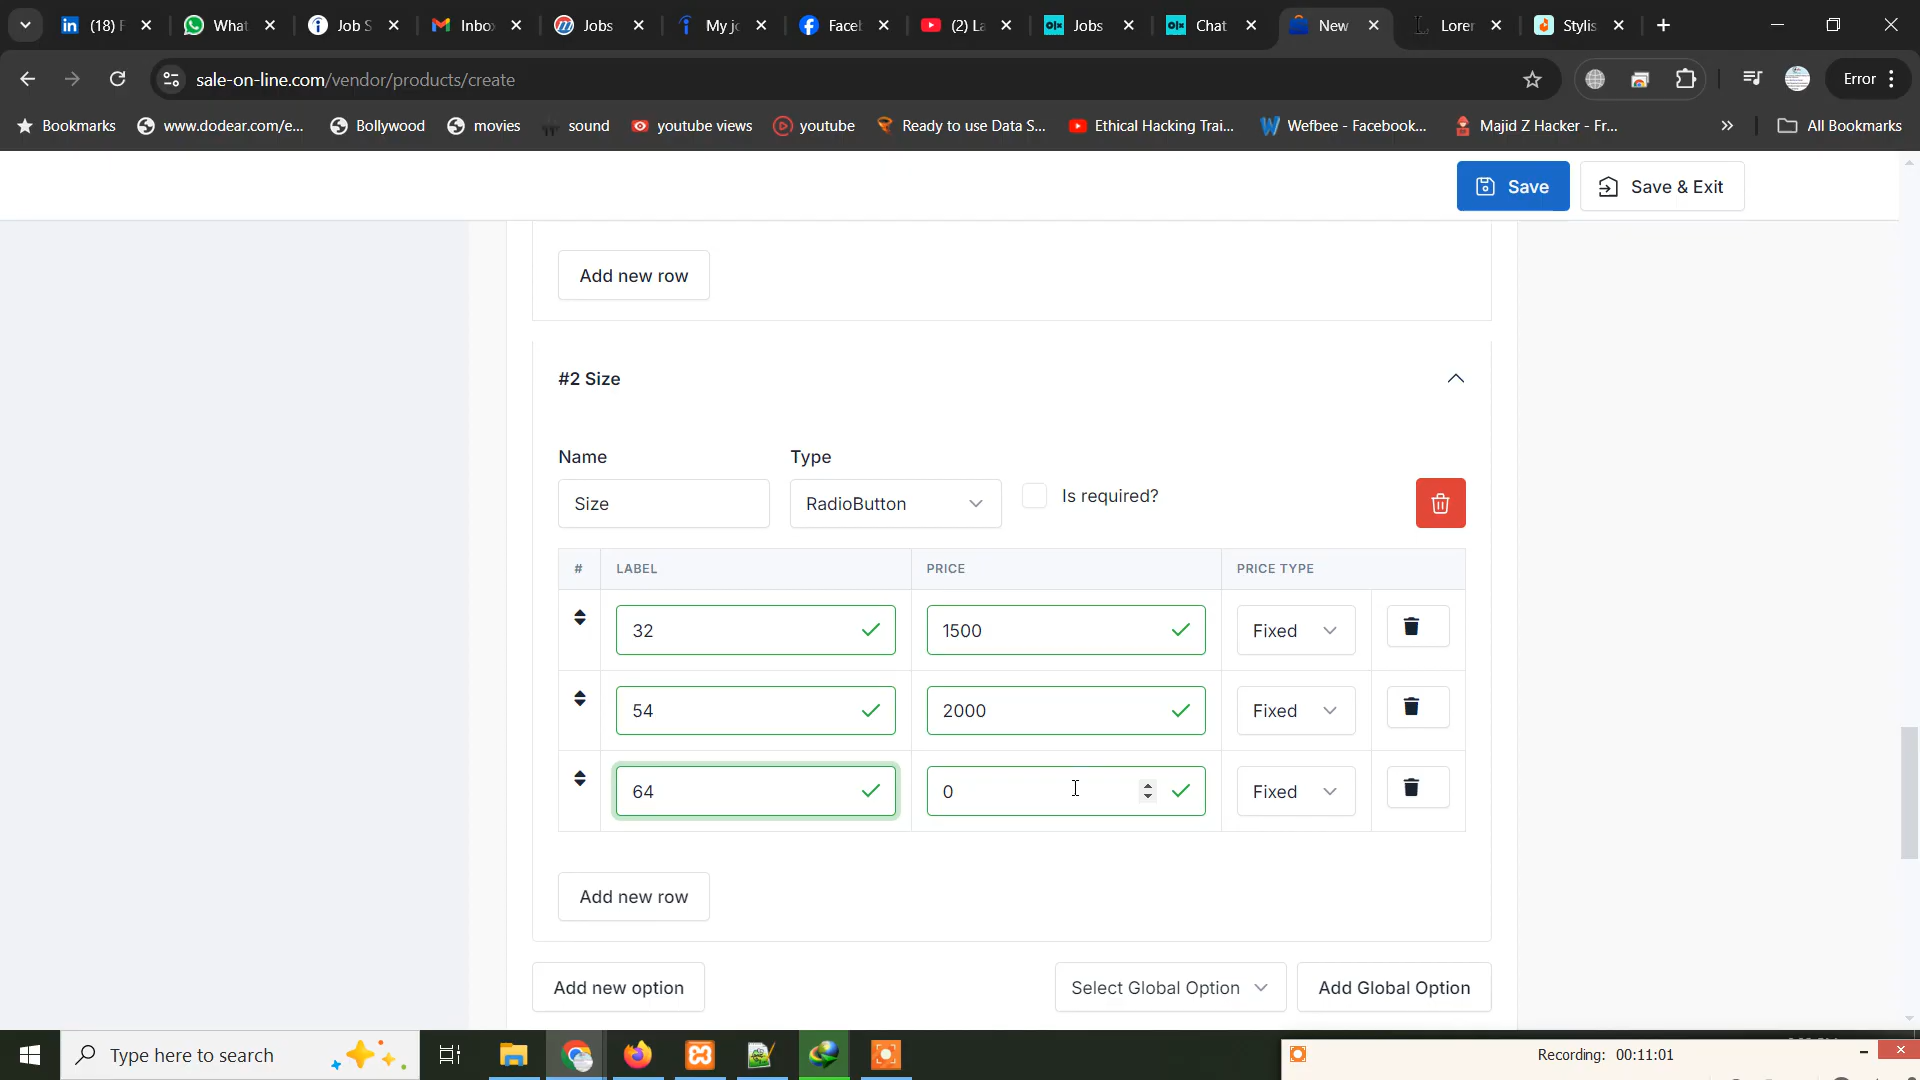 (18) F
What
Job S
Inbo
Jobs
My jo
Faceb
(2) La
Jobs
Chat
New
Lorer
Stylis
sale-on-line.com/vendor/products/create
Error
Bookmarks
www.dodear.com/e...
Bollywood
movies
sound
youtube views
youtube
Ready to use Data S...
Ethical Hacking Trai...
Wefbee - Facebook...
Majid Z Hacker - Fr...
All Bookmarks
Save
Save & Exit
Add new row
#2 Size
Name
Type
Size
RadioButton
Is required?
#
LABEL
PRICE
PRICE TYPE
32
1500
Fixed
54
2000
Fixed
64
0
Fixed
Add new row
Add new option
Select Global Option
Add Global Option
Type here to search
Recording: 00:11:01